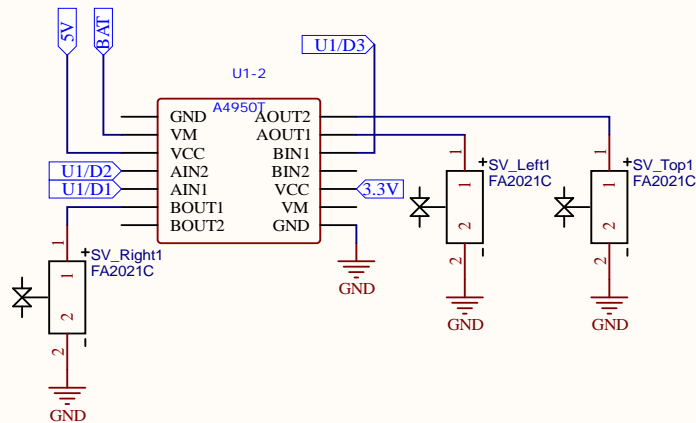 5V
BAT
U1/D3
U1-2
A4950T
GND
VM
VCC
AIN2
AIN1
BOUT1
BOUT2
AOUT2
AOUT1
BIN1
BIN2
VCC
VM
GND
U1/D2
U1/D1
3.3V
1
+
SV_Left1
FA2021C
1
2
2
GND
1
+
SV_Top1
FA2021C
1
2
2
GND
GND
1
+
SV_Right1
FA2021C
1
2
2
GND